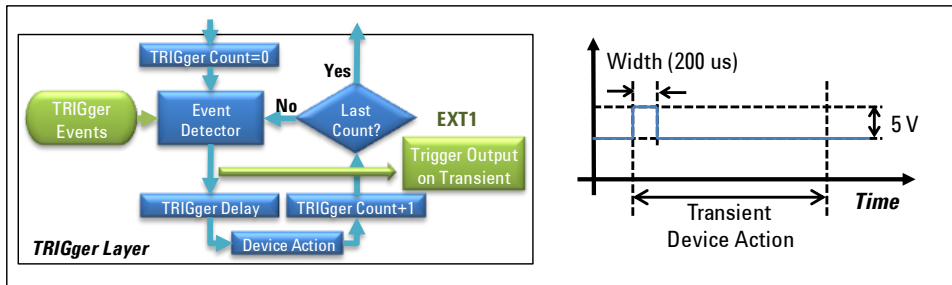 TRIGger Count=0
Yes
TRIGger
Events
Event
Detector
No
Last
Count?
EXT1
Trigger Output
on Transient
TRIGger Delay
TRIGger Count+1
Device Action
TRIGger Layer
Width (200 us)
5 V
Time
Transient
Device Action